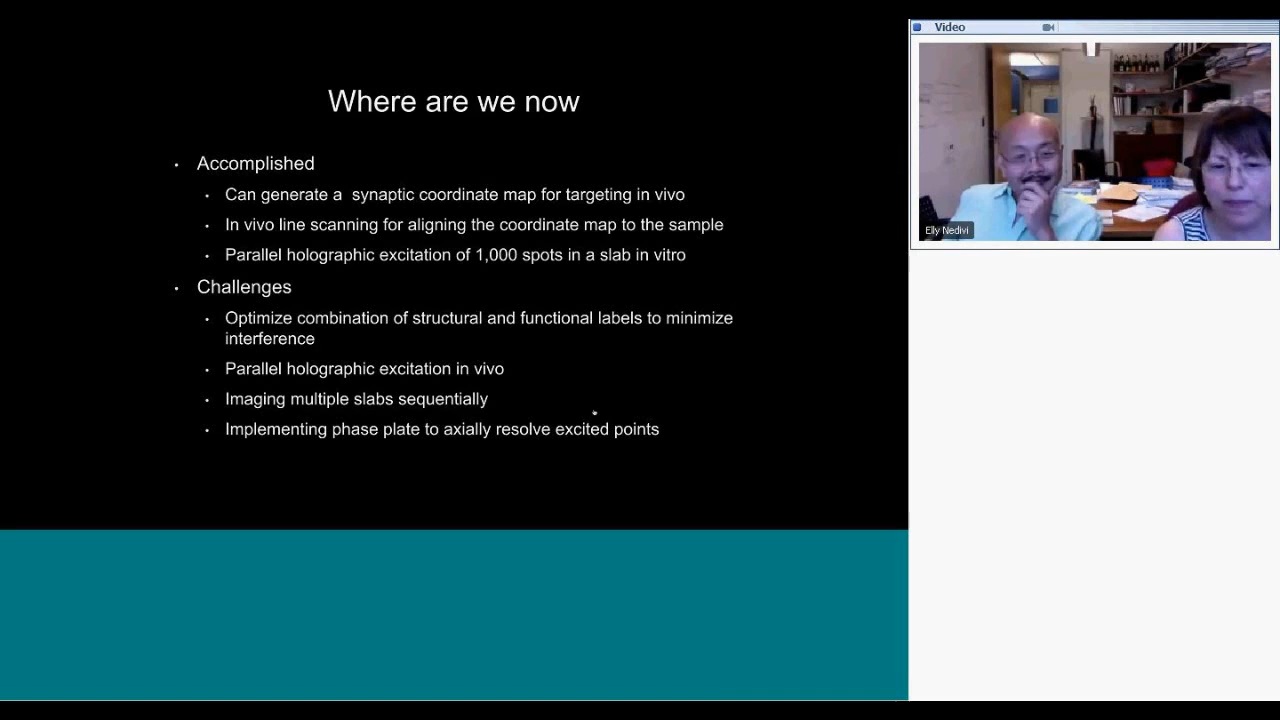 Where are we now
• Accomplished
• Can generate a  synaptic coordinate map for targeting in vivo
• In vivo line scanning for aligning the coordinate map to the sample
• Parallel holographic excitation of 1,000 spots in a slab in vitro
• Challenges
• Optimize combination of structural and functional labels to minimize
interference
• Parallel holographic excitation in vivo
• Imaging multiple slabs sequentially
• Implementing phase plate to axially resolve excited points
Video
Elly Nedivi